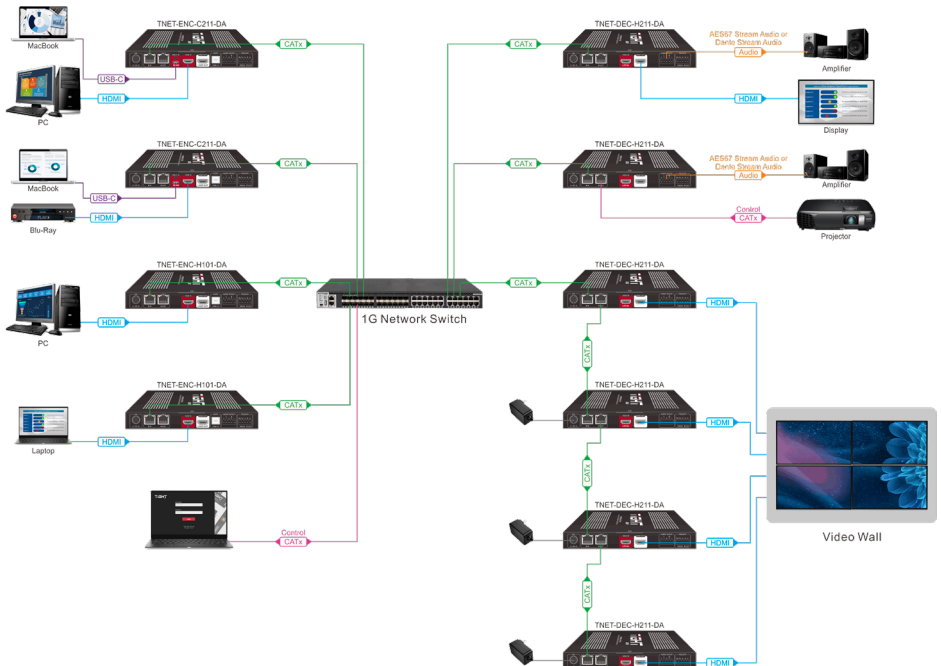 TNET-ENC-C211-DA
MacBook
USB-C
PC
HDMI
CATx
TNET-ENC-C211-DA
MacBook
USB-C
Blu-Ray
HDMI
CATx
TNET-ENC-H101-DA
PC
HDMI
CATx
TNET-ENC-H101-DA
Laptop
HDMI
CATx
Control
CATx
1G Network Switch
TNET-DEC-H211-DA
CATx
AES67 Stream Audio or
Dante Stream Audio
Audio
Amplifier
HDMI
Display
TNET-DEC-H211-DA
CATx
AES67 Stream Audio or
Dante Stream Audio
Audio
Amplifier
Control
CATx
Projector
TNET-DEC-H211-DA
CATx
HDMI
CATx
TNET-DEC-H211-DA
HDMI
CATx
TNET-DEC-H211-DA
HDMI
CATx
TNET-DEC-H211-DA
HDMI
Video Wall